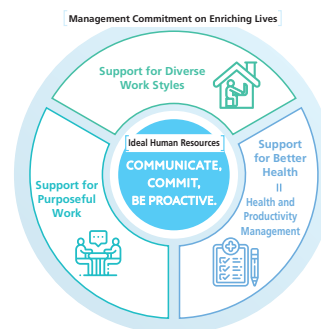 [Management Commitment on Enriching Lives]
Support for Diverse
Work Styles
[Ideal Human Resources]
COMMUNICATE,
COMMIT,
BE PROACTIVE.
Support for
Purposeful
Work
Support
for Better
Health
=
Health and
Productivity
Management